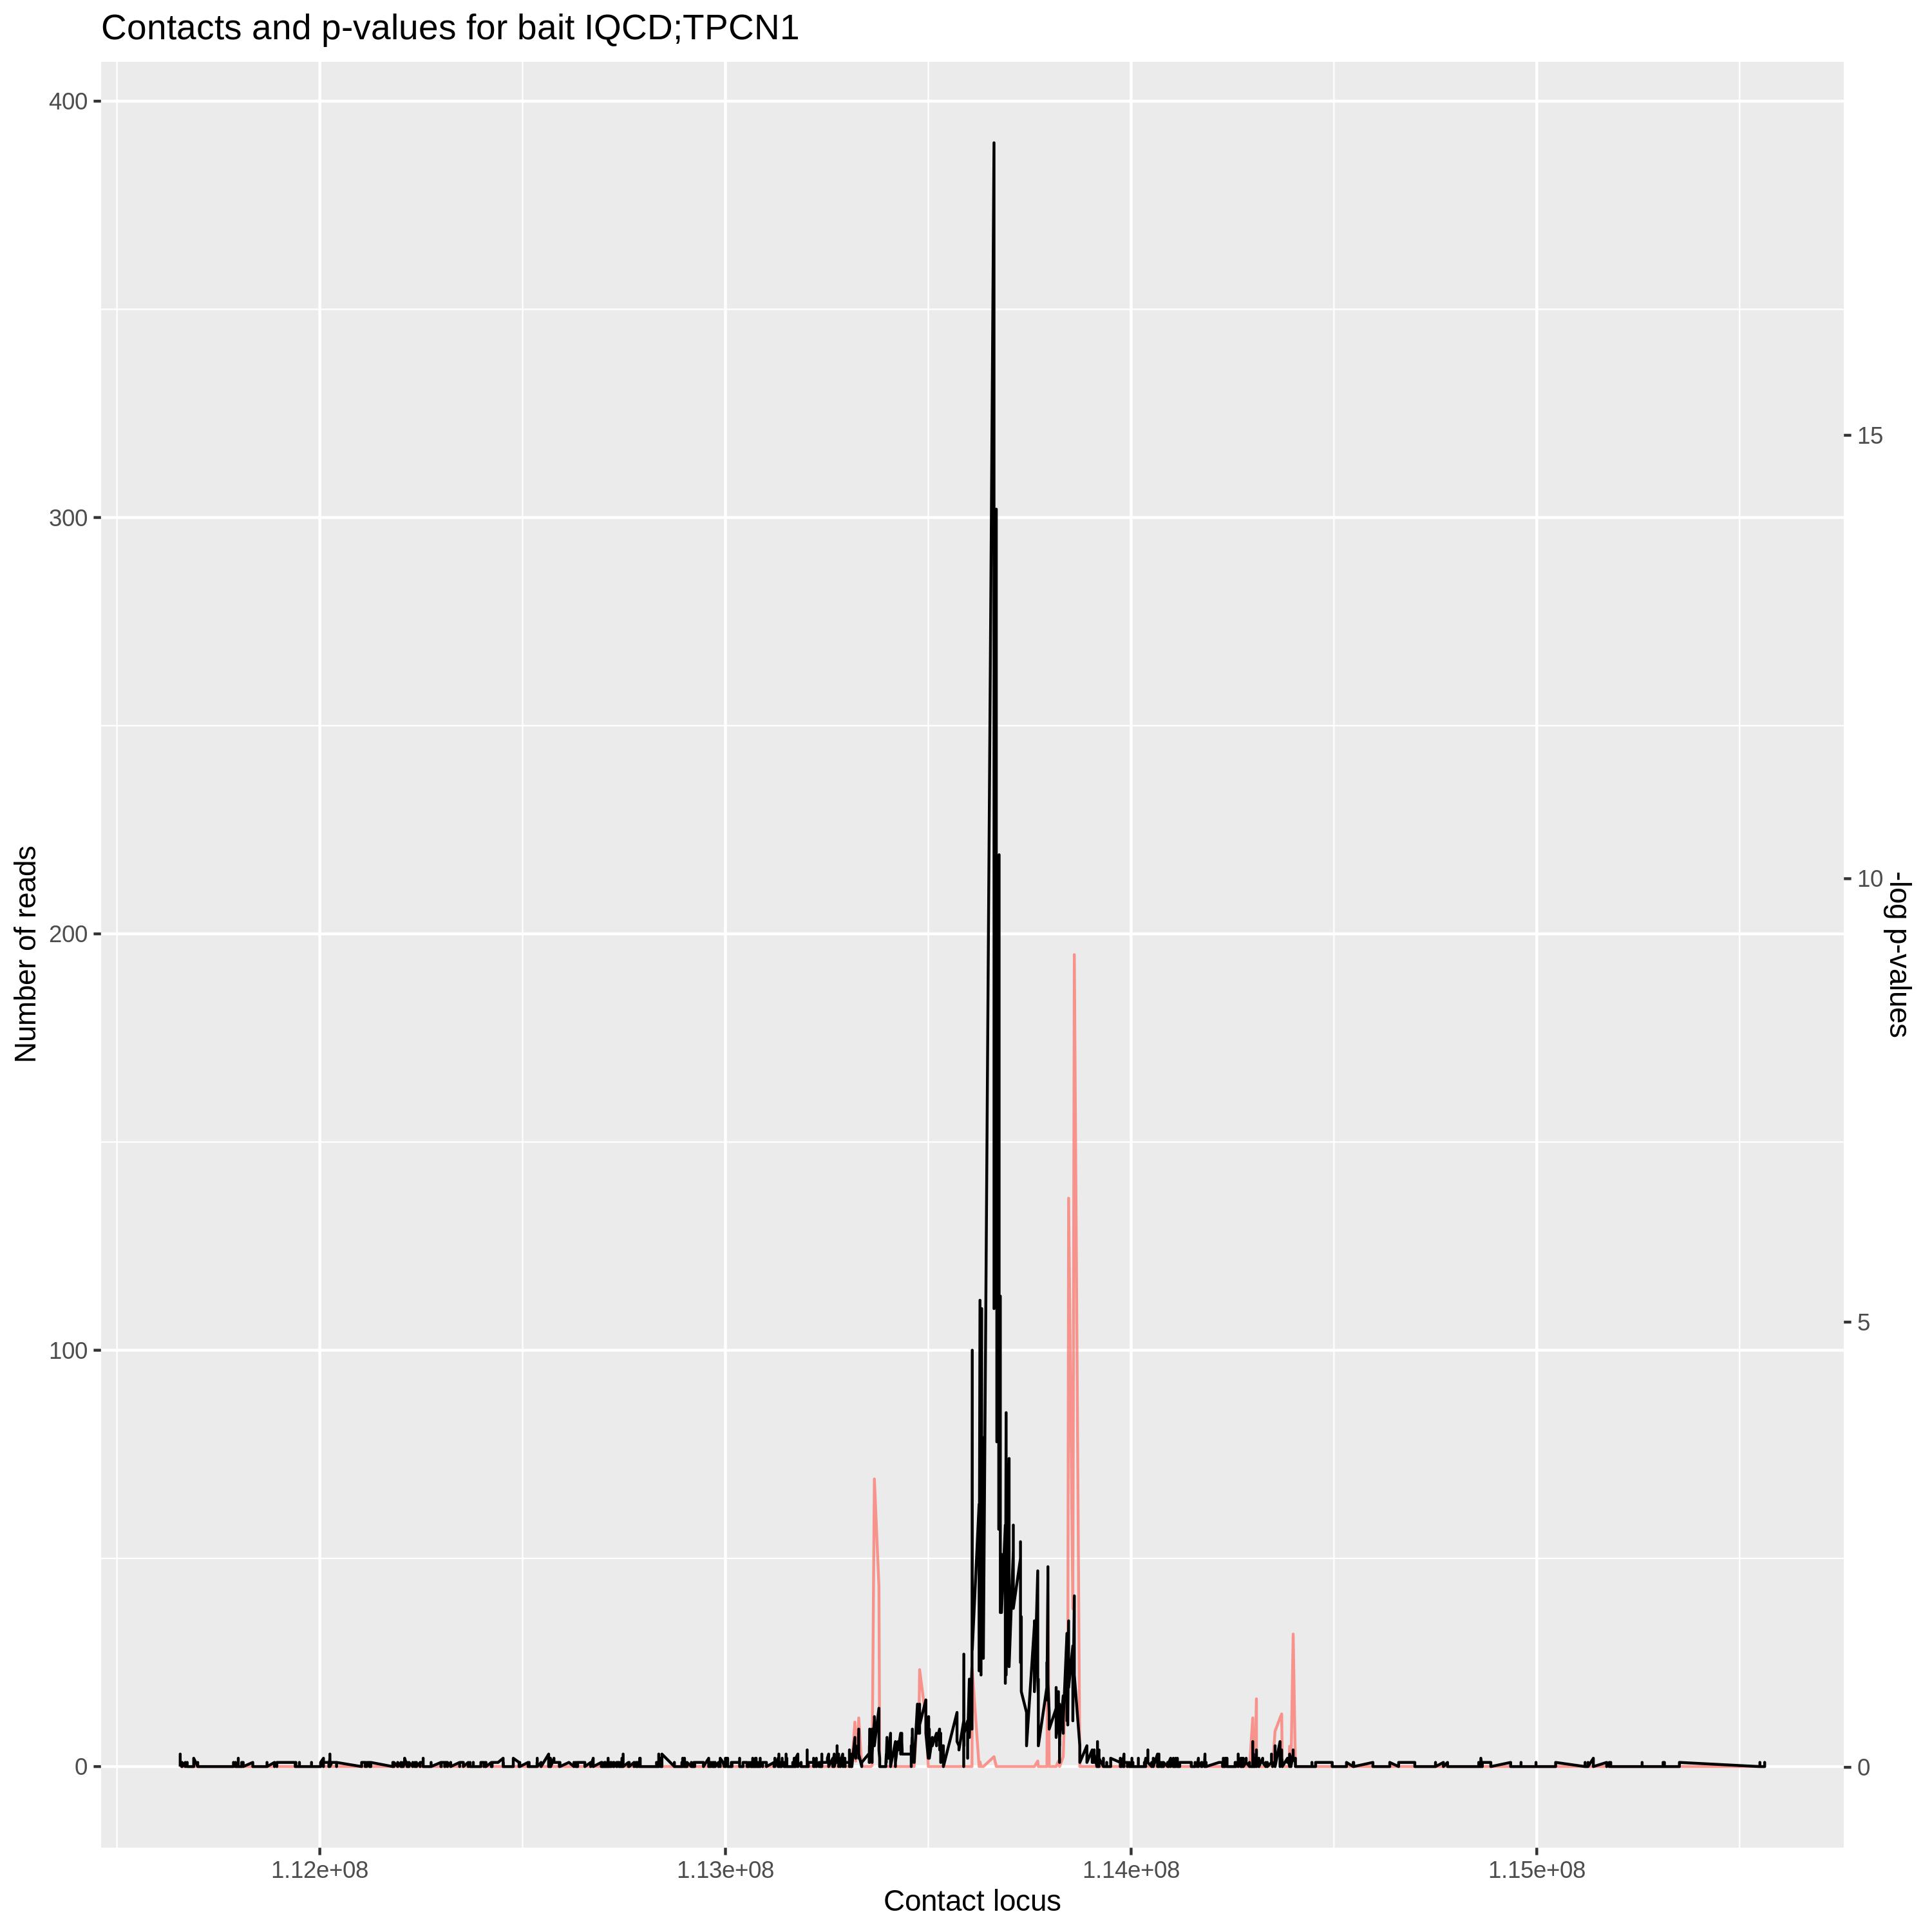 Contacts and p-values for bait IQCD;TPCN1
400
300
200
100
0
Number of reads
15
10
5
0
-log p-values
1.12e+08
1.13e+08
1.14e+08
1.15e+08
Contact locus